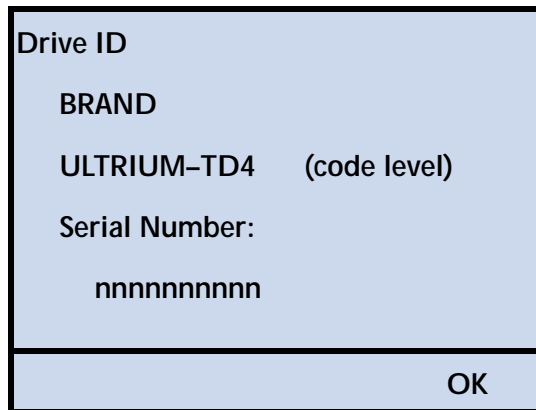 Drive ID
BRAND
ULTRIUM–TD4 (code level)
Serial Number:
nnnnnnnnnn
OK